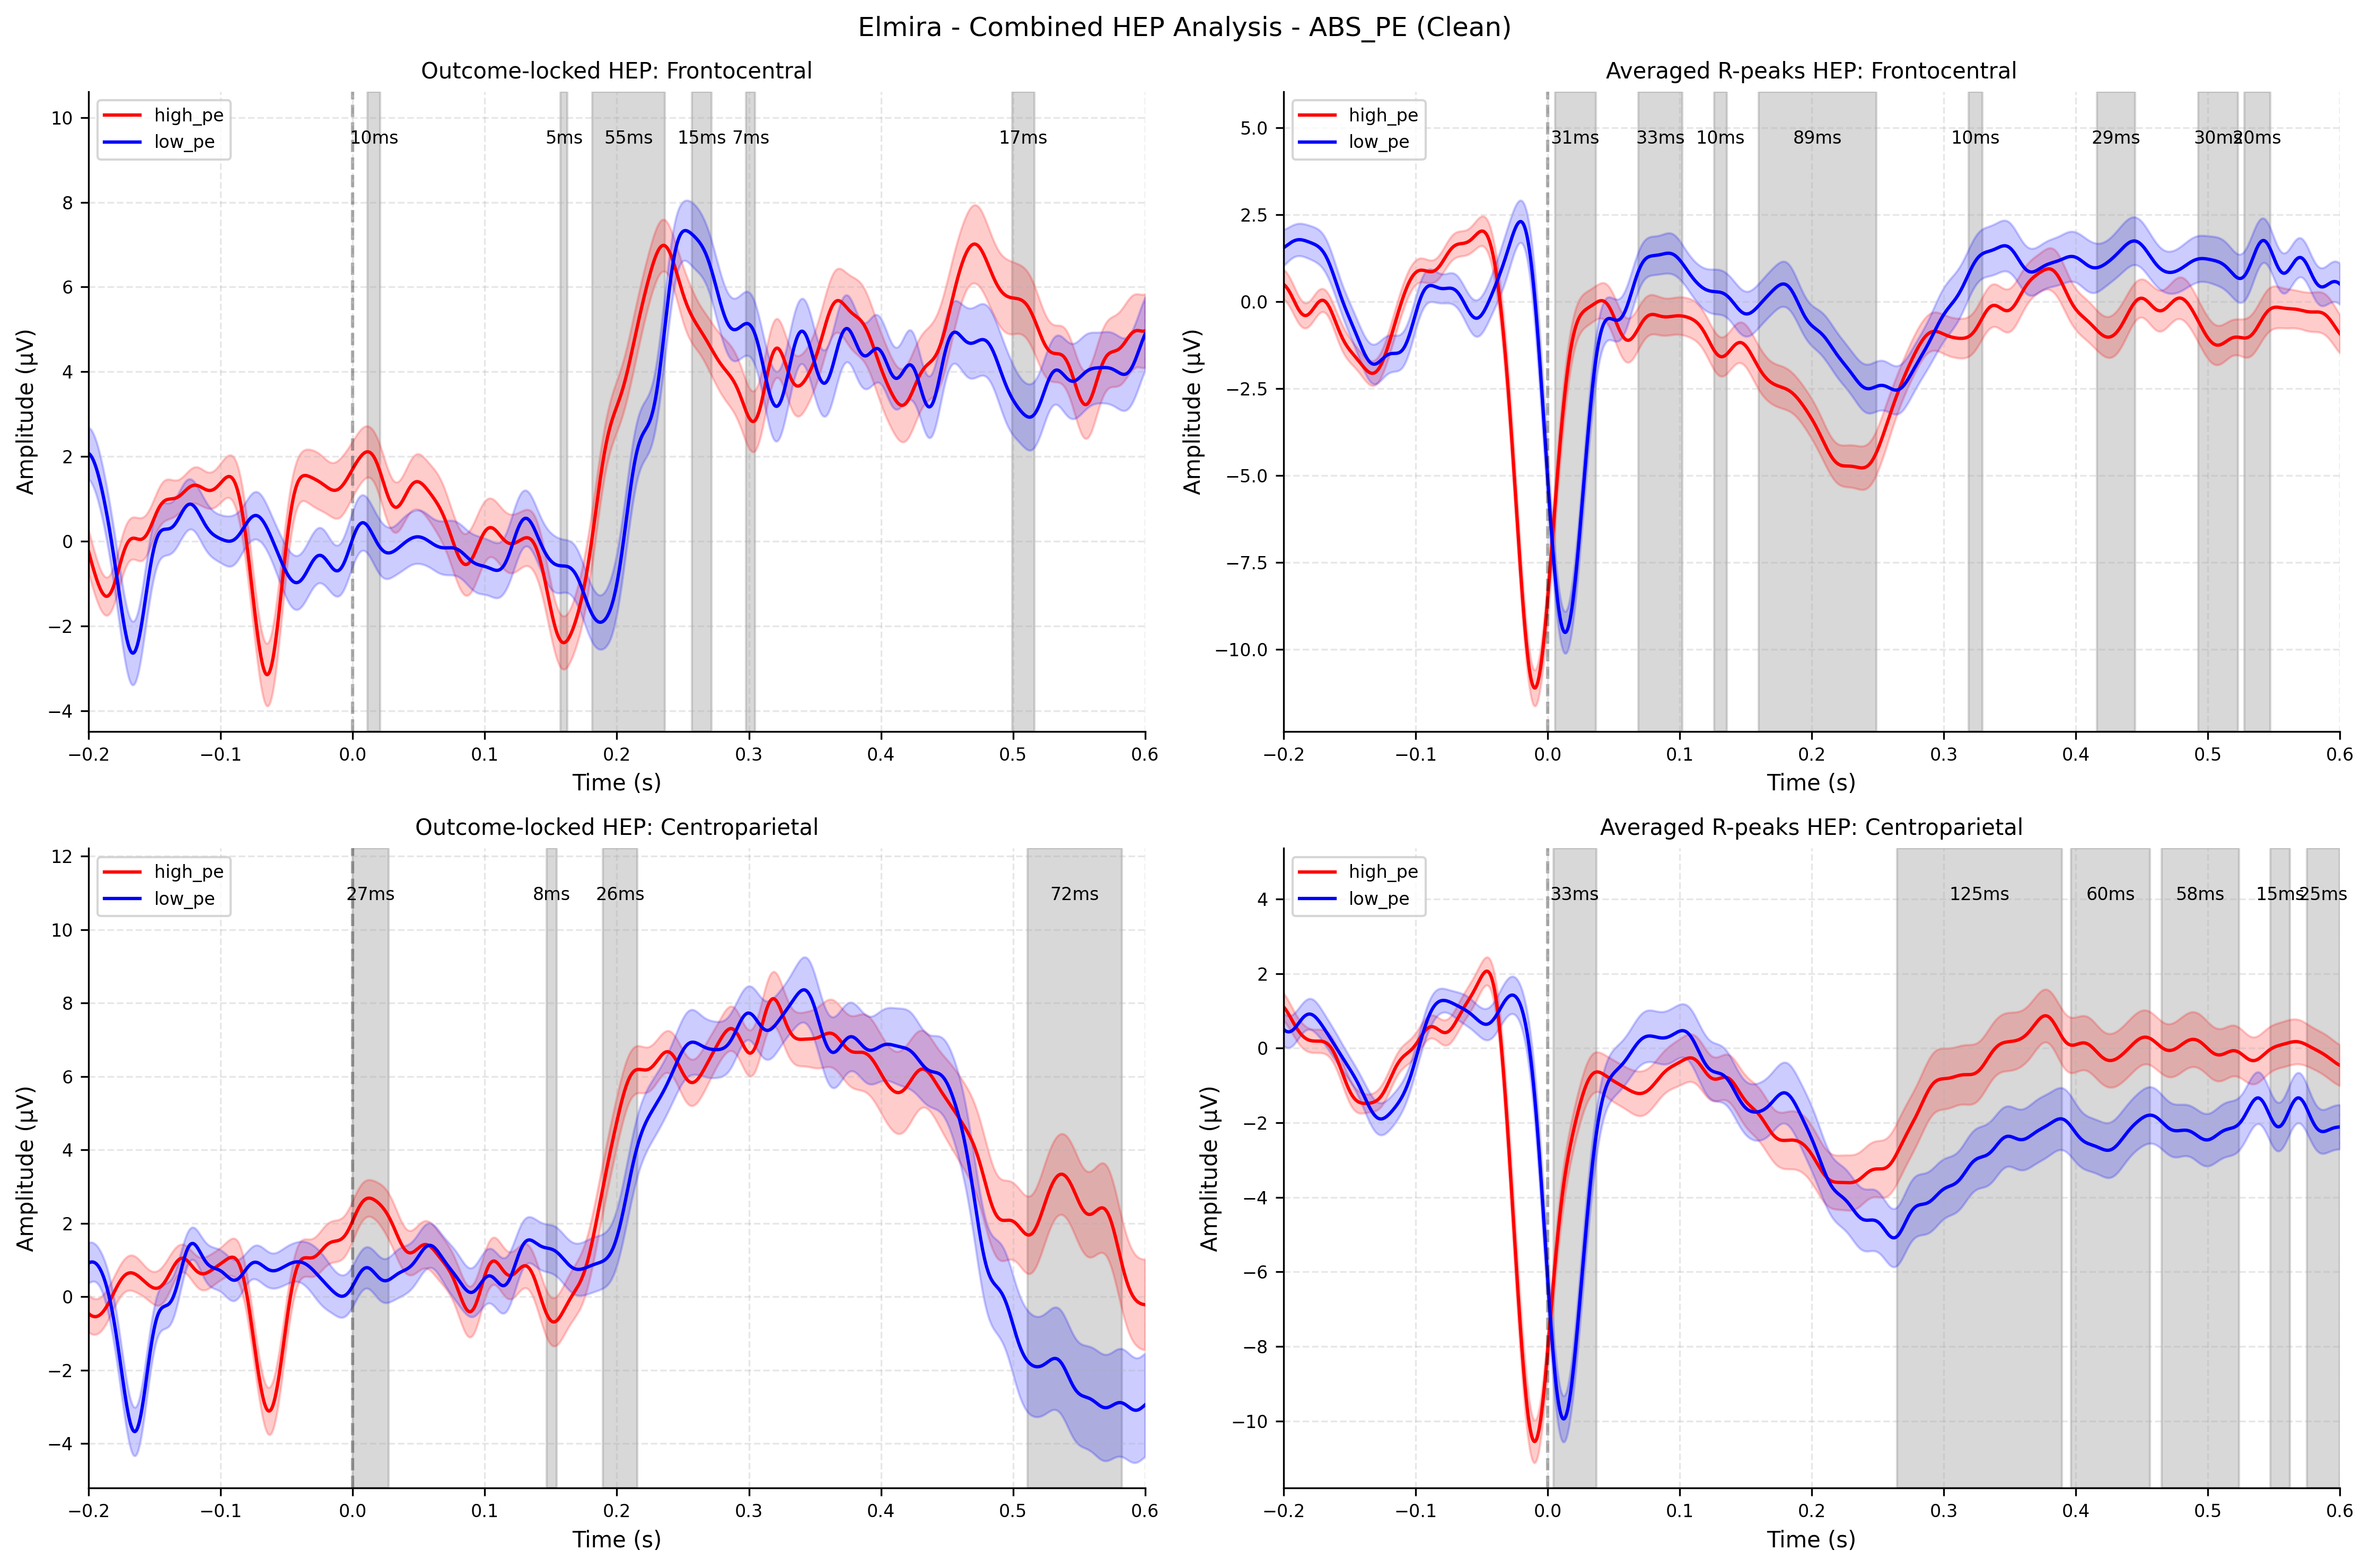 Elmira - Combined HEP Analysis - ABS_PE (Clean)
Outcome-locked HEP: Frontocentral
high_pe
low_pe
10ms 5ms 55ms 15ms 7ms 17ms
10
8
6
4
2
0
−2
−4
Amplitude (µV)
−0.2 −0.1 0.0 0.1 0.2 0.3 0.4 0.5 0.6
Time (s)
Averaged R-peaks HEP: Frontocentral
high_pe
low_pe
31ms 33ms 10ms 89ms 10ms 29ms 30ms 20ms
5.0
2.5
0.0
−2.5
−5.0
−7.5
−10.0
Amplitude (µV)
−0.2 −0.1 0.0 0.1 0.2 0.3 0.4 0.5 0.6
Time (s)
Outcome-locked HEP: Centroparietal
high_pe
low_pe
27ms 8ms 26ms 72ms
12
10
8
6
4
2
0
−2
−4
Amplitude (µV)
−0.2 −0.1 0.0 0.1 0.2 0.3 0.4 0.5 0.6
Time (s)
Averaged R-peaks HEP: Centroparietal
high_pe
low_pe
33ms 125ms 60ms 58ms 15ms 25ms
4
2
0
−2
−4
−6
−8
−10
Amplitude (µV)
−0.2 −0.1 0.0 0.1 0.2 0.3 0.4 0.5 0.6
Time (s)